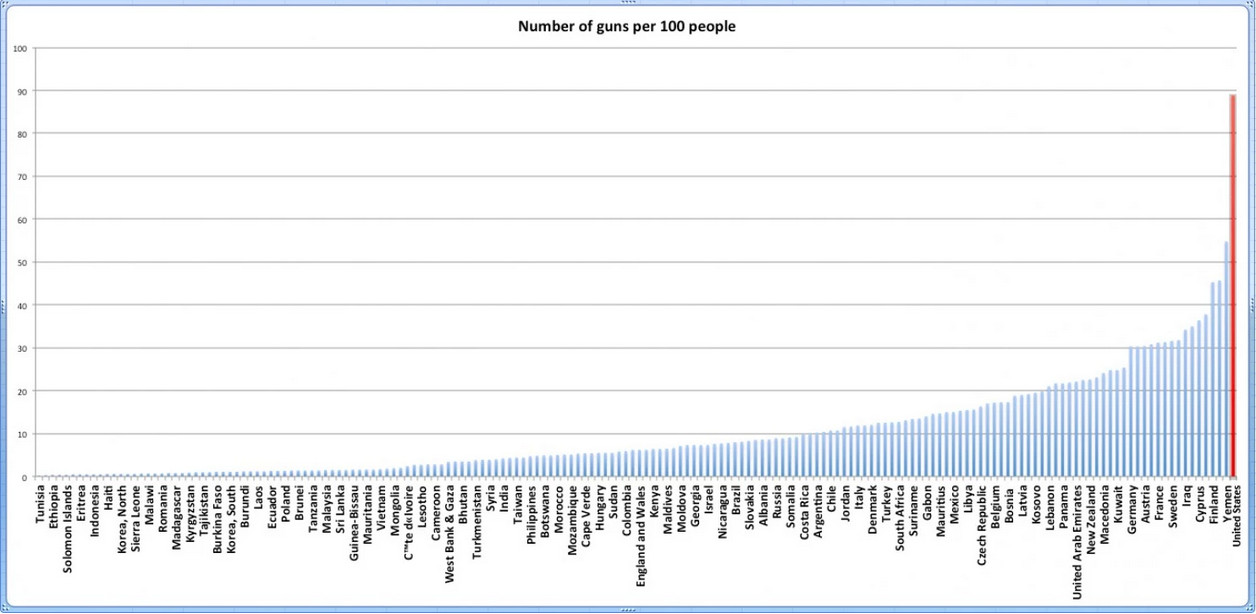 Number of guns per 100 people
100
90
80
70
60
50
40
30
20
10
0
Tunisia
Ethiopia
Solomon Islands
Eritrea
Indonesia
Haiti
Korea, North
Sierra Leone
Malawi
Romania
Madagascar
Kyrgyzstan
Tajikistan
Burkina Faso
Korea, South
Burundi
Laos
Ecuador
Poland
Brunei
Tanzania
Malaysia
Sri Lanka
Guinea-Bissau
Mauritania
Vietnam
Mongolia
Lesotho
Cameroon
West Bank & Gaza
Bhutan
Turkmenistan
Syria
India
Taiwan
Philippines
Botswana
Morocco
Mozambique
Cape Verde
Hungary
Sudan
Colombia
England and Wales
Kenya
Maldives
Moldova
Georgia
Israel
Nicaragua
Brazil
Slovakia
Albania
Russia
Somalia
Costa Rica
Argentina
Chile
Jordan
Italy
Denmark
Turkey
South Africa
Suriname
Gabon
Mauritius
Mexico
Libya
Czech Republic
Belgium
Bosnia
Latvia
Kosovo
Lebanon
Panama
United Arab Emirates
New Zealand
Macedonia
Kuwait
Germany
Austria
France
Sweden
Iraq
Cyprus
Finland
Yemen
United States